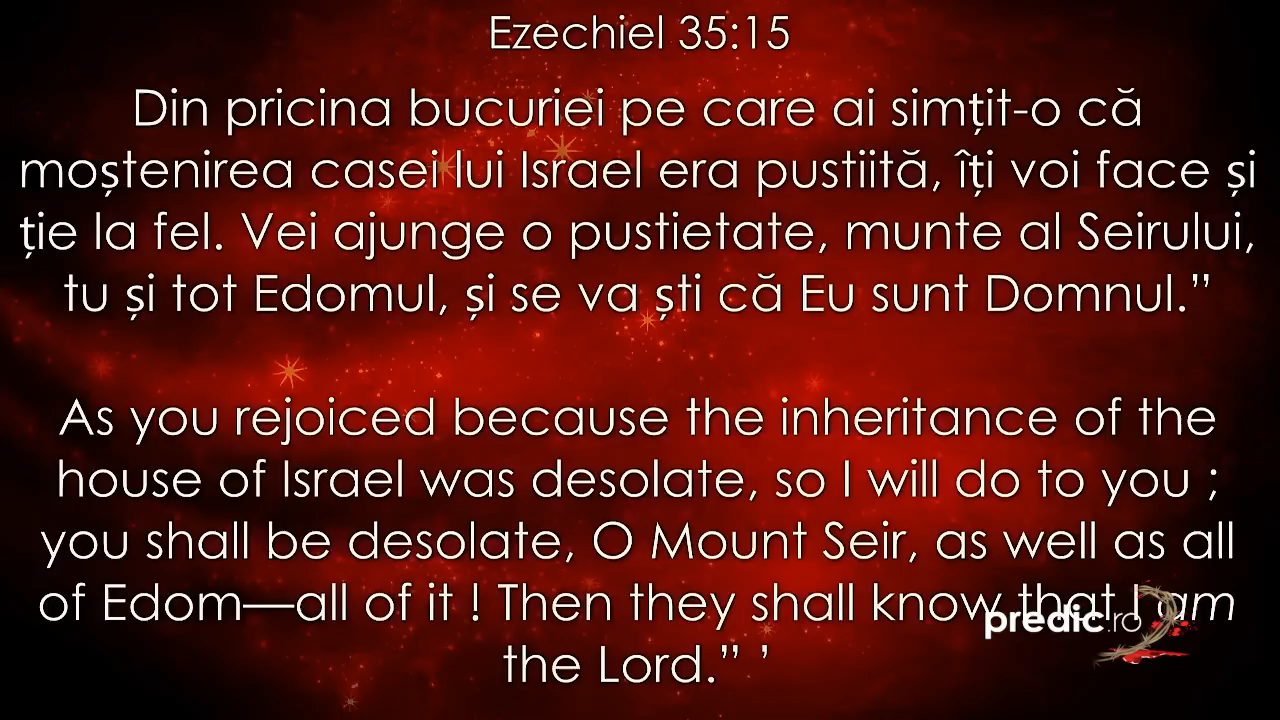 Ezechiel 35:15
Din pricina bucuriei pe care ai simțit-o că
moștenirea casei lui Israel era pustiită, îți voi face și
ție la fel. Vei ajunge o pustietate, munte al Seirului,
tu și tot Edomul, și se va ști că Eu sunt Domnul.”
As you rejoiced because the inheritance of the
house of Israel was desolate, so I will do to you ;
you shall be desolate, O Mount Seir, as well as all
of Edom—all of it ! Then they shall know that I am
the Lord.” ’
predic.ro